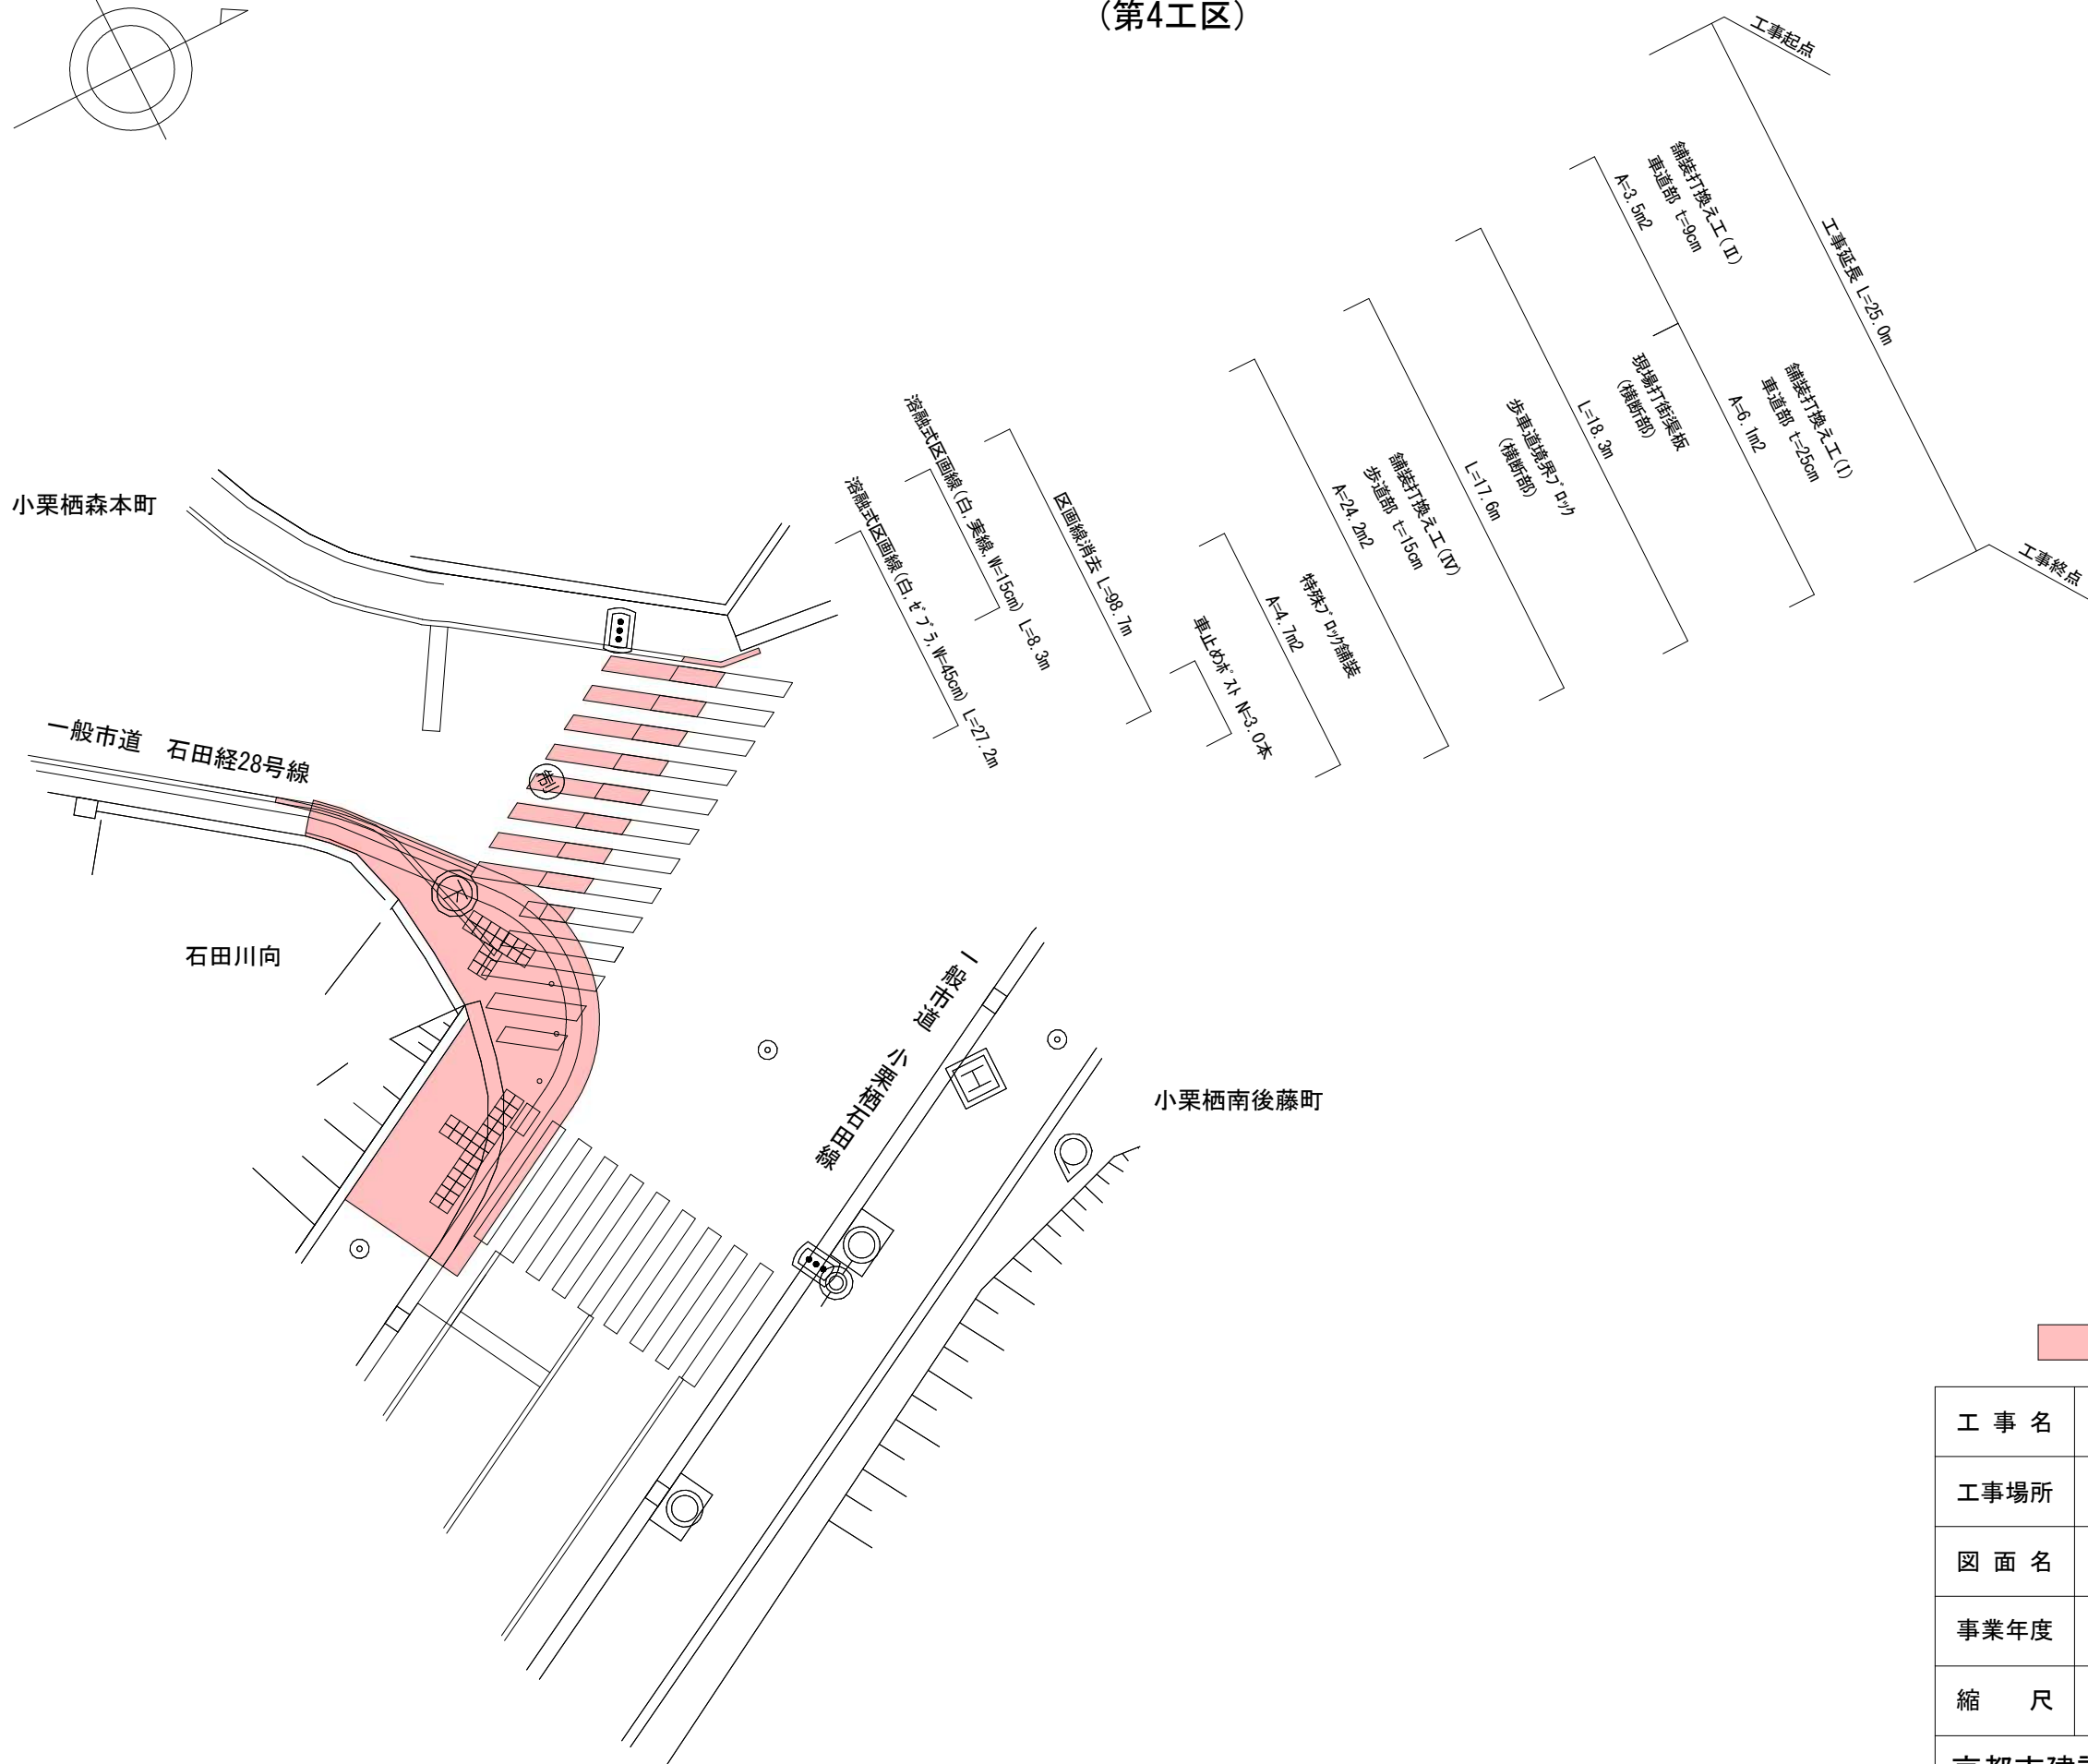 （第4工区）
工事起点
工事延長 L=25.0m
工事終点
舗装打換え工(Ⅱ)
車道部 t=9cm
A=3.5m2
舗装打換え工(Ⅰ)
車道部 t=25cm
A=6.1m2
現場打街渠板
(横断部)
L=18.3m
歩車道境界ﾌﾞﾛｯｸ
(横断部)
L=17.6m
舗装打換え工(Ⅳ)
歩道部 t=15cm
A=24.2m2
特殊ﾌﾞﾛｯｸ舗装
A=4.7m2
車止めﾎﾟｽﾄ N=3.0本
区画線消去 L=98.7m
溶融式区画線(白,実線,W=15cm) L=8.3m
溶融式区画線(白,ｾﾞﾌﾞﾗ,W=45cm) L=27.2m
小栗栖森本町
一般市道　石田経28号線
制
石田川向
一般市道　小栗栖石田線
小栗栖南後藤町
工 事 名
工事場所
図 面 名
事業年度
縮　　尺